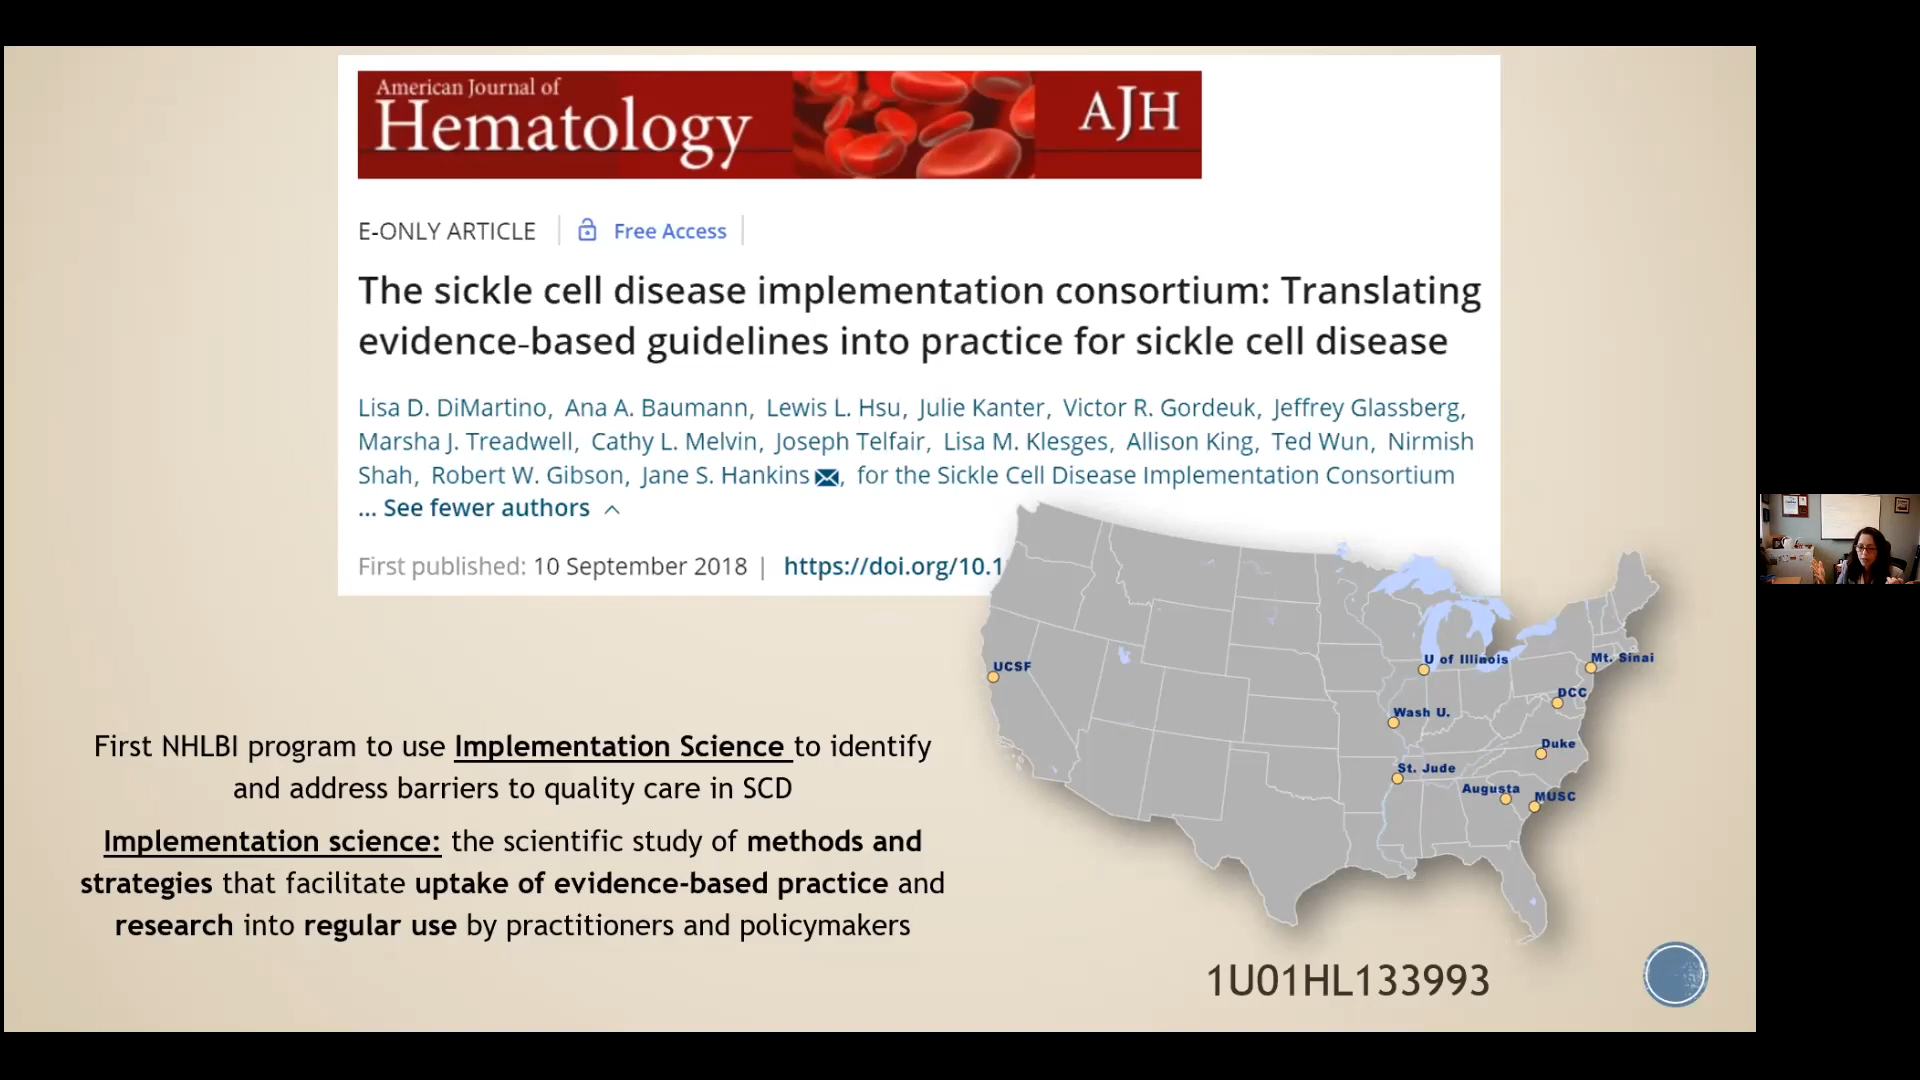 American Journal of
Hematology
AJH
E-ONLY ARTICLE
Free Access
The sickle cell disease implementation consortium: Translating
evidence-based guidelines into practice for sickle cell disease
Lisa D. DiMartino, Ana A. Baumann, Lewis L. Hsu, Julie Kanter, Victor R. Gordeuk, Jeffrey Glassberg,
Marsha J. Treadwell, Cathy L. Melvin, Joseph Telfair, Lisa M. Klesges, Allison King, Ted Wun, Nirmish
Shah, Robert W. Gibson, Jane S. Hankins, for the Sickle Cell Disease Implementation Consortium
... See fewer authors
First published: 10 September 2018 | https://doi.org/10.1
UCSF
U of Illinois
Mt. Sinai
DCC
Wash U.
Duke
St. Jude
Augusta
MUSC
First NHLBI program to use Implementation Science to identify
and address barriers to quality care in SCD
Implementation science: the scientific study of methods and
strategies that facilitate uptake of evidence-based practice and
research into regular use by practitioners and policymakers
1U01HL133993